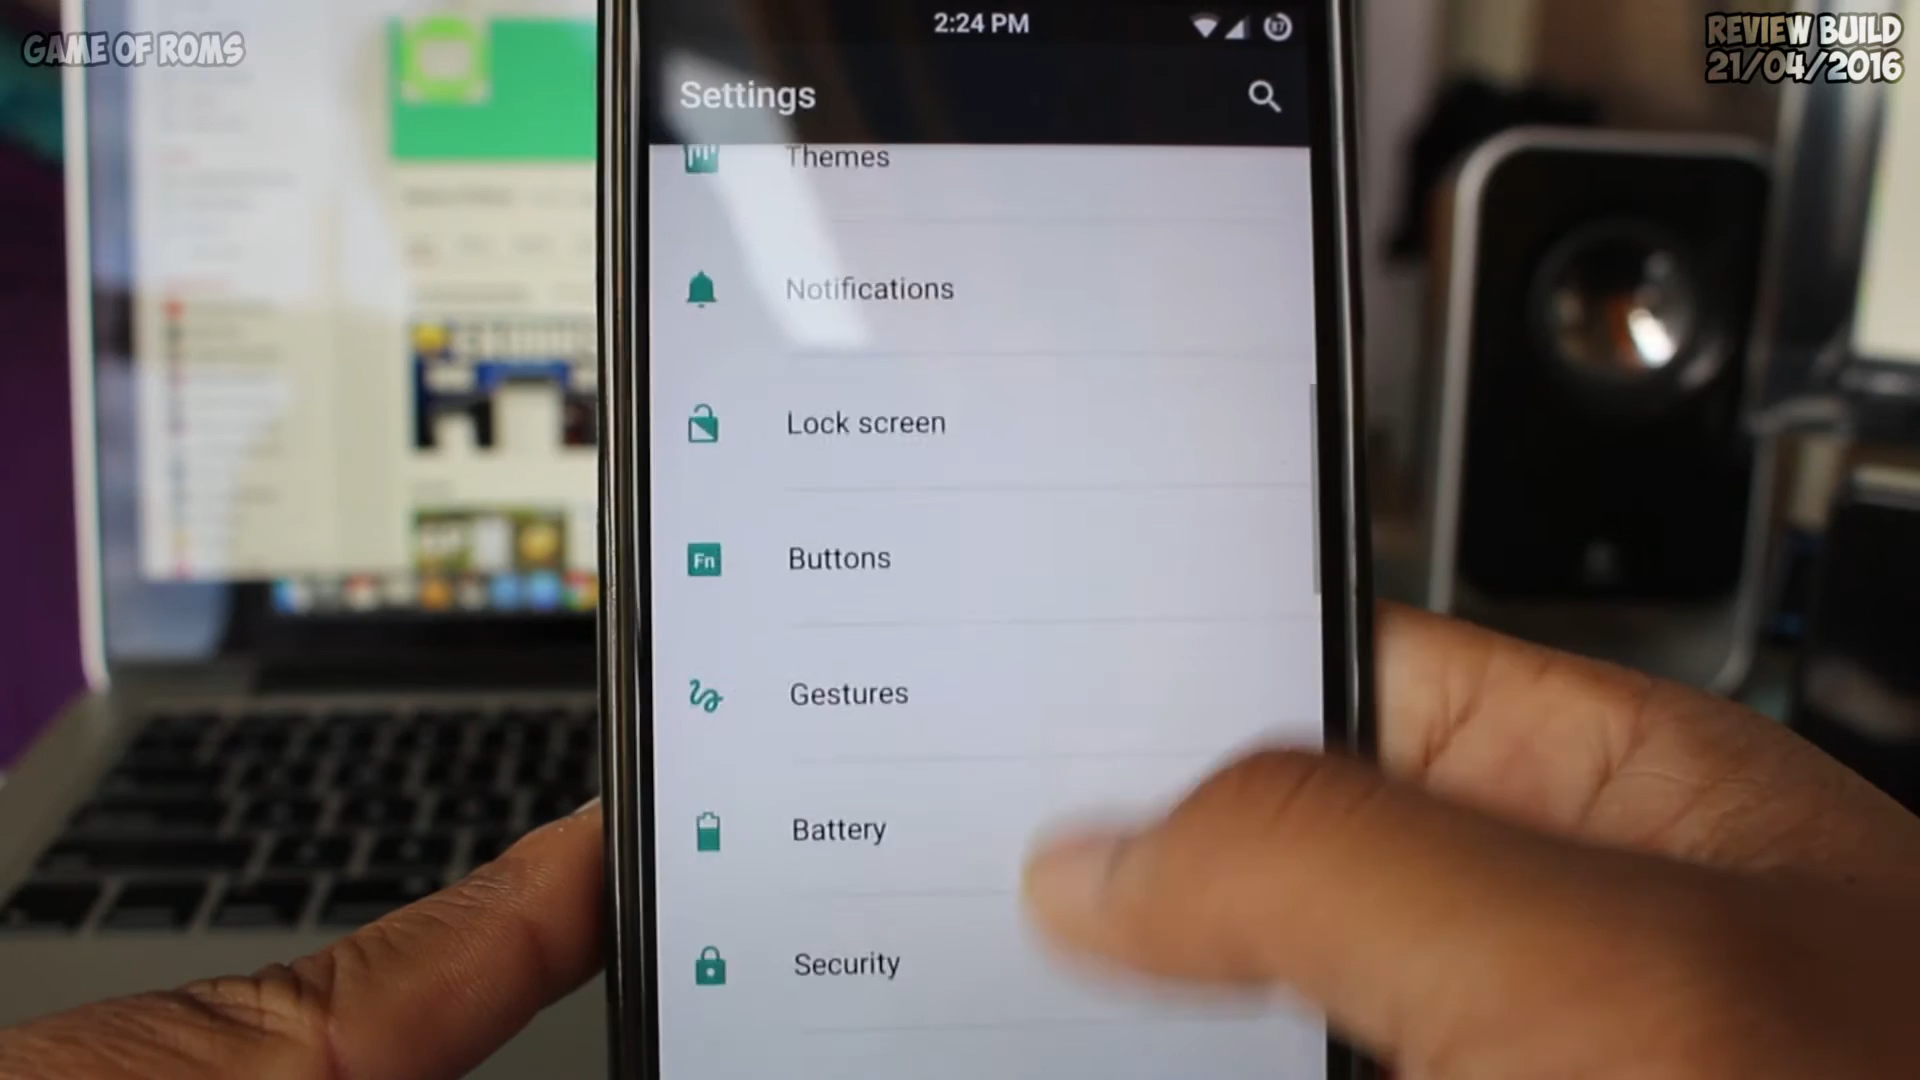 GAME OF ROMS
REVIEW BUILD
21/04/2016
2:24 PM
87
Settings
Themes
Notifications
Lock screen
Fn
Buttons
Gestures
Battery
Security